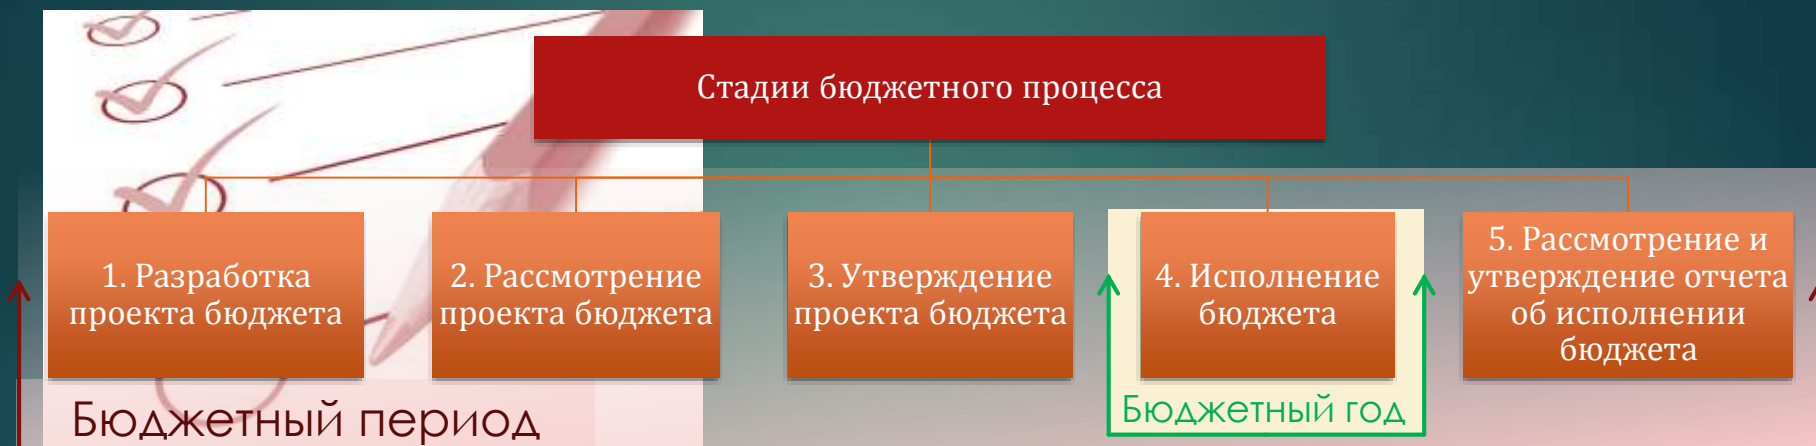 Стадии бюджетного процесса
1. Разработка
проекта бюджета
2. Рассмотрение
проекта бюджета
3. Утверждение
проекта бюджета
4. Исполнение
бюджета
5. Рассмотрение и
утверждение отчета
об исполнении
бюджета
Бюджетный период
Бюджетный год